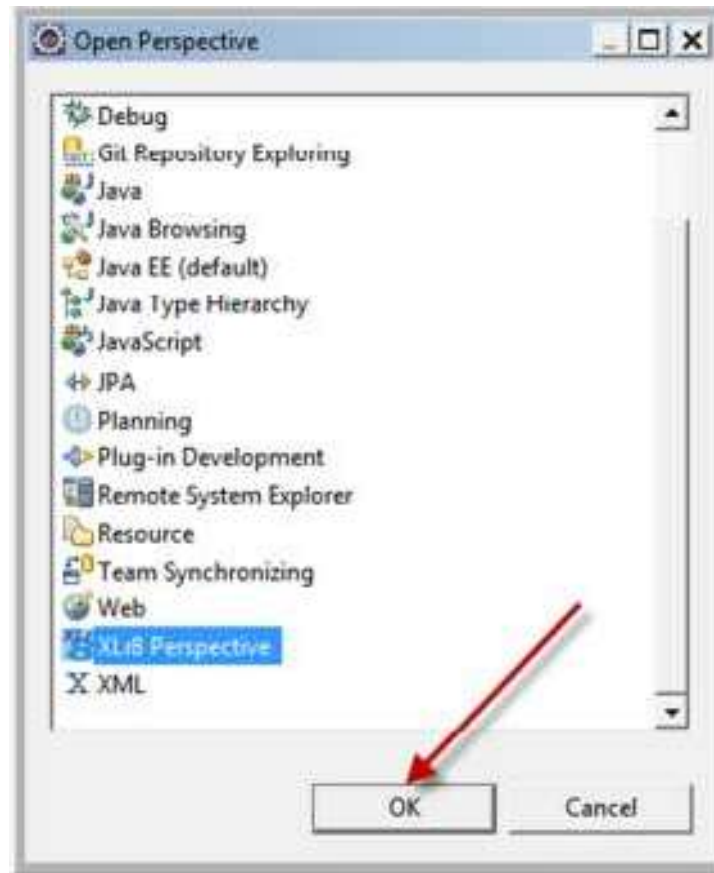 Open Perspective
Debug
Git Repository Exploring
Java
Java Browsing
Java EE (default)
Java Type Hierarchy
JavaScript
JPA
Planning
Plug-in Development
Remote System Explorer
Resource
Team Synchronizing
Web
Perspective
X XML
OK
Cancel